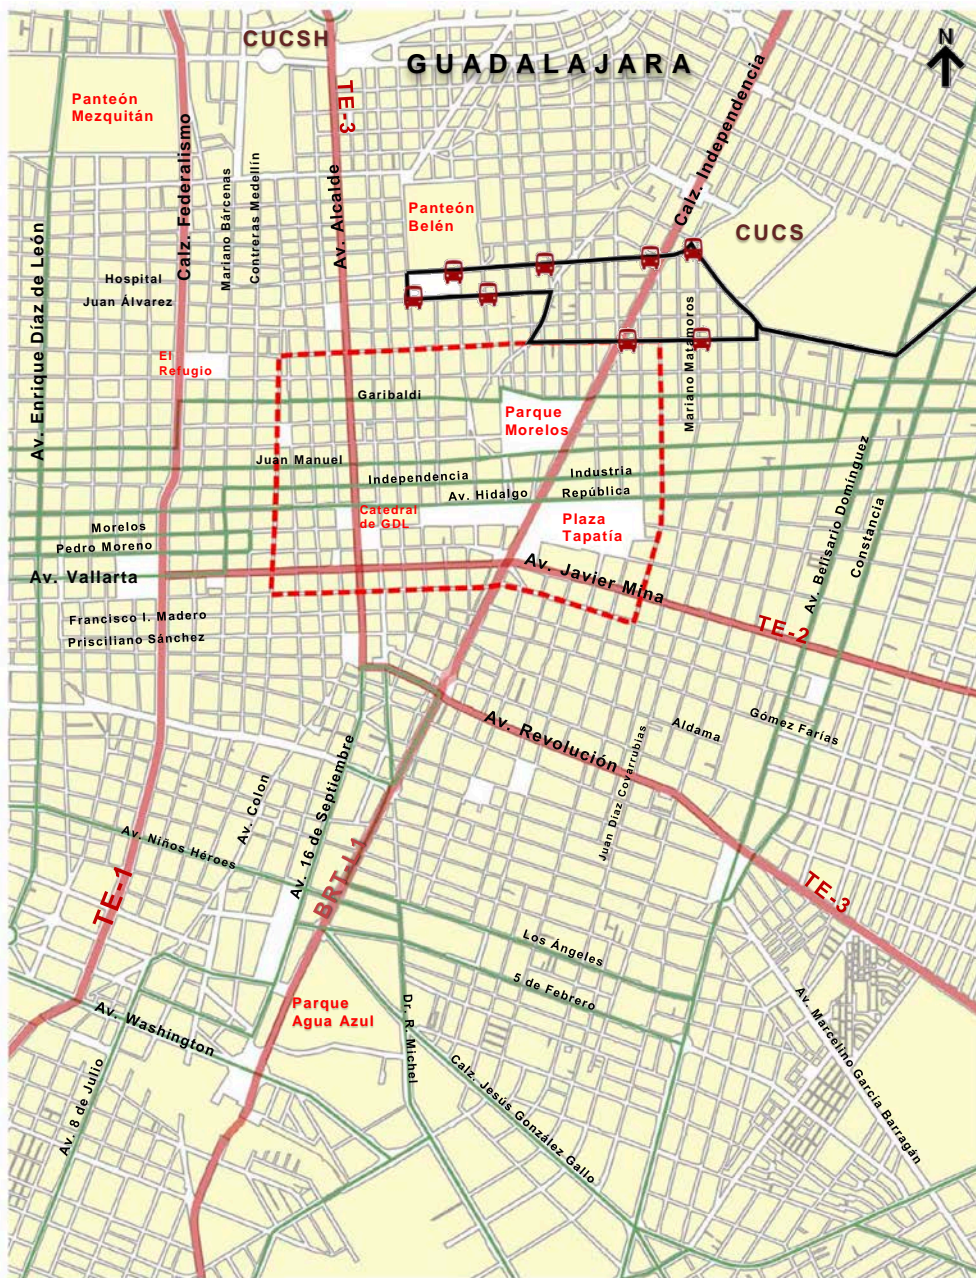 CUCSH
N
GUADALAJARA
Panteón
Mezquitán
TE-3
Calz. Independencia
Calz. Federalismo
Mariano Bárcenas
Contreras Medellín
Av. Alcalde
Panteón
Belén
CUCS
Av. Enrique Díaz de León
Hospital
Juan Álvarez
Mariano Matamoros
El
Refugio
Garibaldi
Parque
Morelos
Juan Manuel
Independencia
Industria
Av. Hidalgo
República
Catedral
de GDL
Plaza
Tapatía
Morelos
Pedro Moreno
Av. Belisario Domínguez
Constancia
Av. Vallarta
Av. Javier Mina
Francisco I. Madero
Prisciliano Sánchez
TE-2
Av. Revolución
Aldama
Gómez Farías
Juan Díaz Covarrubias
Av. Colon
Av. 16 de Septiembre
Av. Niños Héroes
BRT-L1
TE-1
TE-3
Los Ángeles
5 de Febrero
Parque
Agua Azul
Dr. R. Michel
Av. Washington
Av. Marcelino García Barragán
Calz. Jesús González Gallo
Av. 8 de Julio